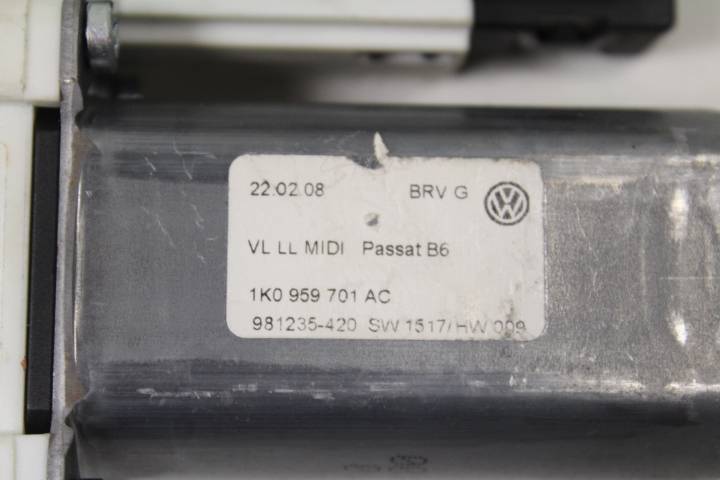 22.02.08 BRV G
VL LL MIDI Passat B6
1K0 959 701 AC
981235-420 SW 1517/HW 009